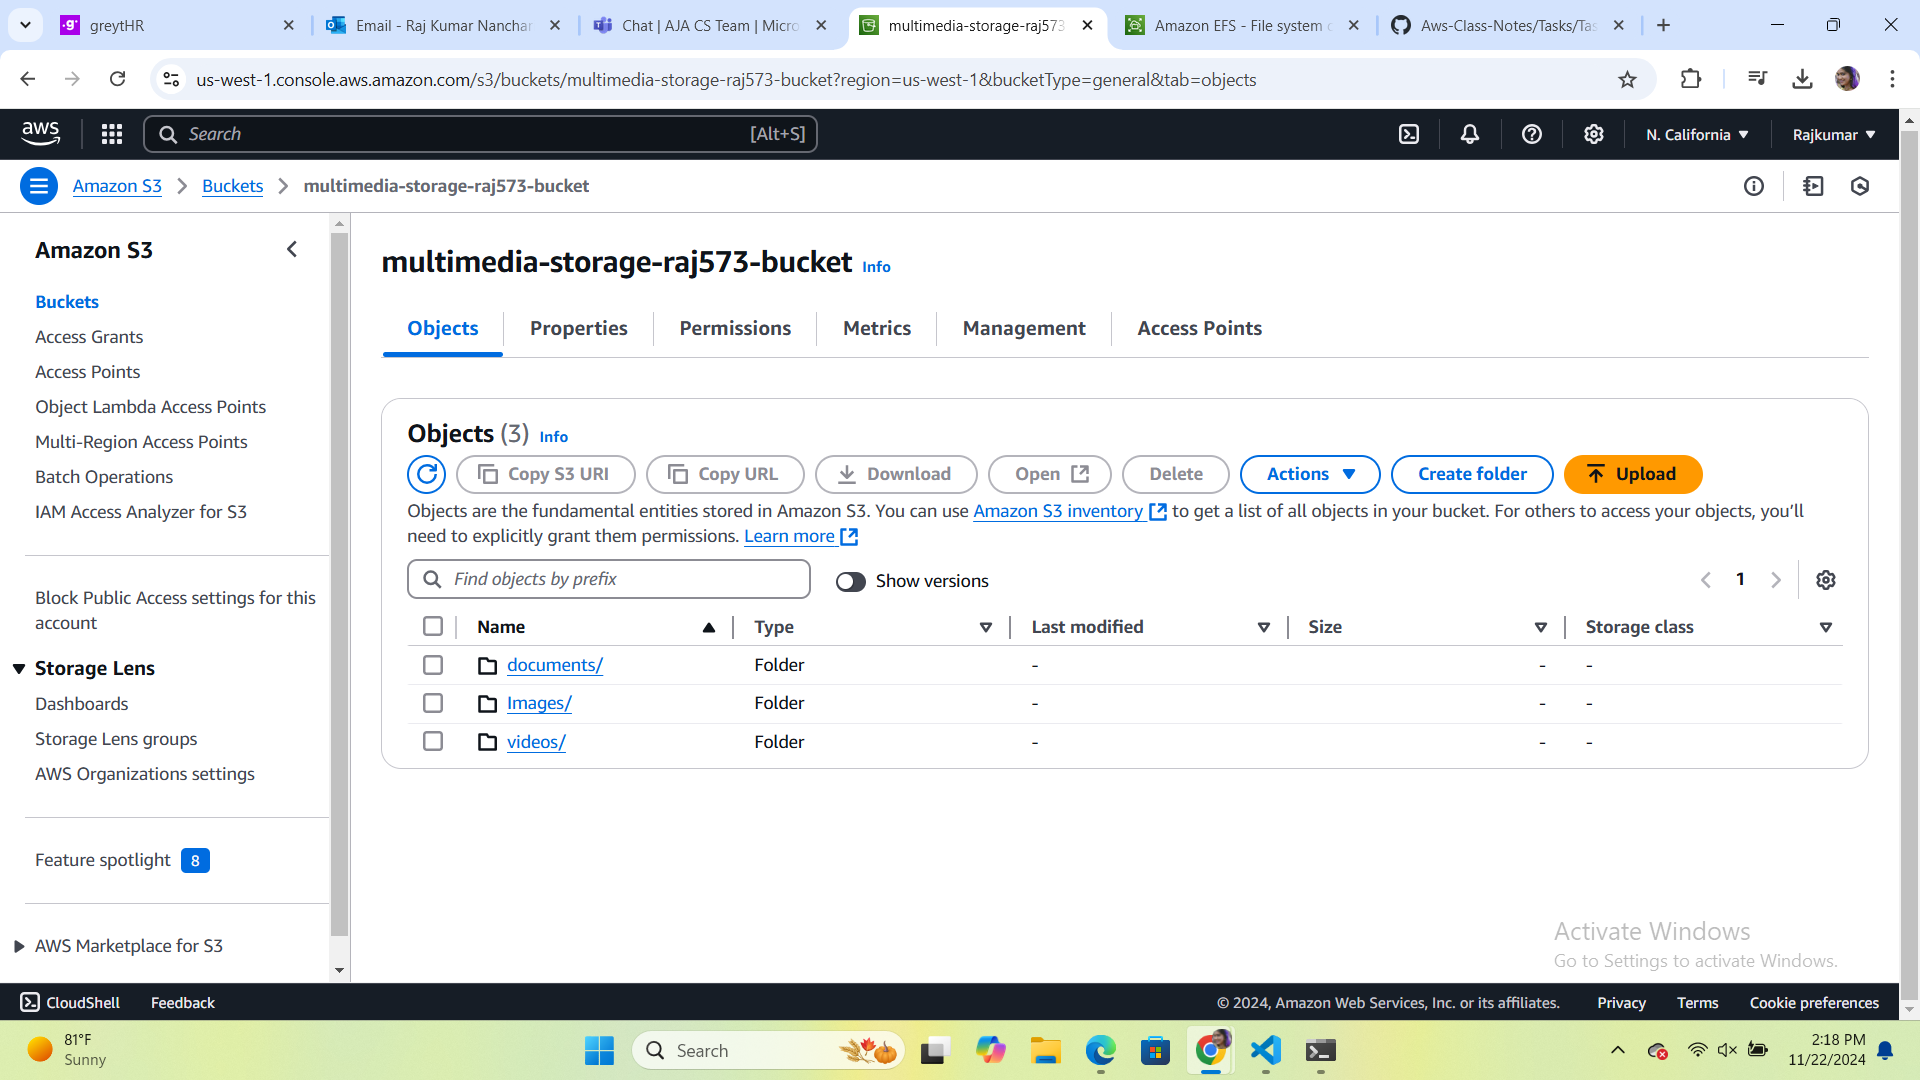 greytHR
Email - Raj Kumar Nanchar
Chat | AJA CS Team | Micro
multimedia-storage-raj573
Amazon EFS - File system
Aws-Class-Notes/Tasks/Tas
us-west-1.console.aws.amazon.com/s3/buckets/multimedia-storage-raj573-bucket?region=us-west-1&bucketType=general&tab=objects
aws
Search [Alt+S]
N. California
Rajkumar
Amazon S3
Buckets
multimedia-storage-raj573-bucket
Amazon S3
Buckets
Access Grants
Access Points
Object Lambda Access Points
Multi-Region Access Points
Batch Operations
IAM Access Analyzer for S3
Block Public Access settings for this
account
Storage Lens
Dashboards
Storage Lens groups
AWS Organizations settings
Feature spotlight 8
AWS Marketplace for S3
multimedia-storage-raj573-bucket Info
Objects Properties Permissions Metrics Management Access Points
Objects (3) Info
Copy S3 URI Copy URL Download Open Delete Actions Create folder Upload
Objects are the fundamental entities stored in Amazon S3. You can use Amazon S3 inventory to get a list of all objects in your bucket. For others to access your objects, you'll
need to explicitly grant them permissions. Learn more
Find objects by prefix Show versions 1
Name Type Last modified Size Storage class
documents/ Folder - - -
Images/ Folder - - -
videos/ Folder - - -
Activate Windows
Go to Settings to activate Windows.
CloudShell Feedback © 2024, Amazon Web Services, Inc. or its affiliates. Privacy Terms Cookie preferences
81°F
Sunny
Search
2:18 PM
11/22/2024